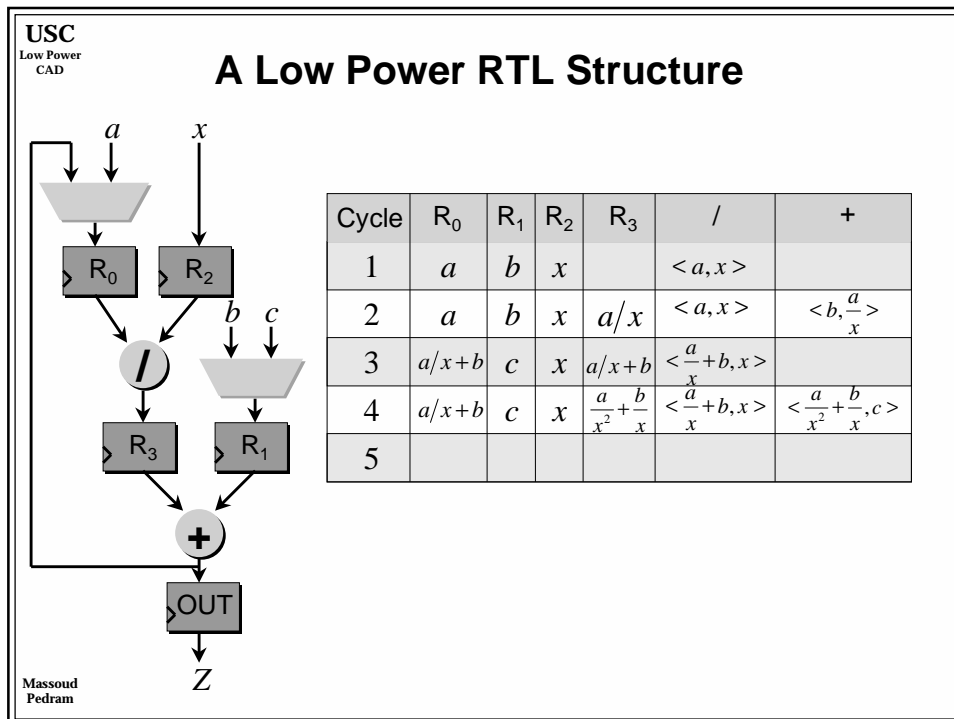 USC
Low Power
CAD
A Low Power RTL Structure
a x
R0 R2
b c
/
R3 R1
+
OUT
Z
Cycle R0 R1 R2 R3 / +
1 a b x < a, x >
2 a b x a/x < a, x > < b, a/x >
3 a/x+b c x a/x+b < a/x + b, x >
4 a/x+b c x a/x² + b/x < a/x + b, x > < a/x² + b/x, c >
5
Massoud
Pedram